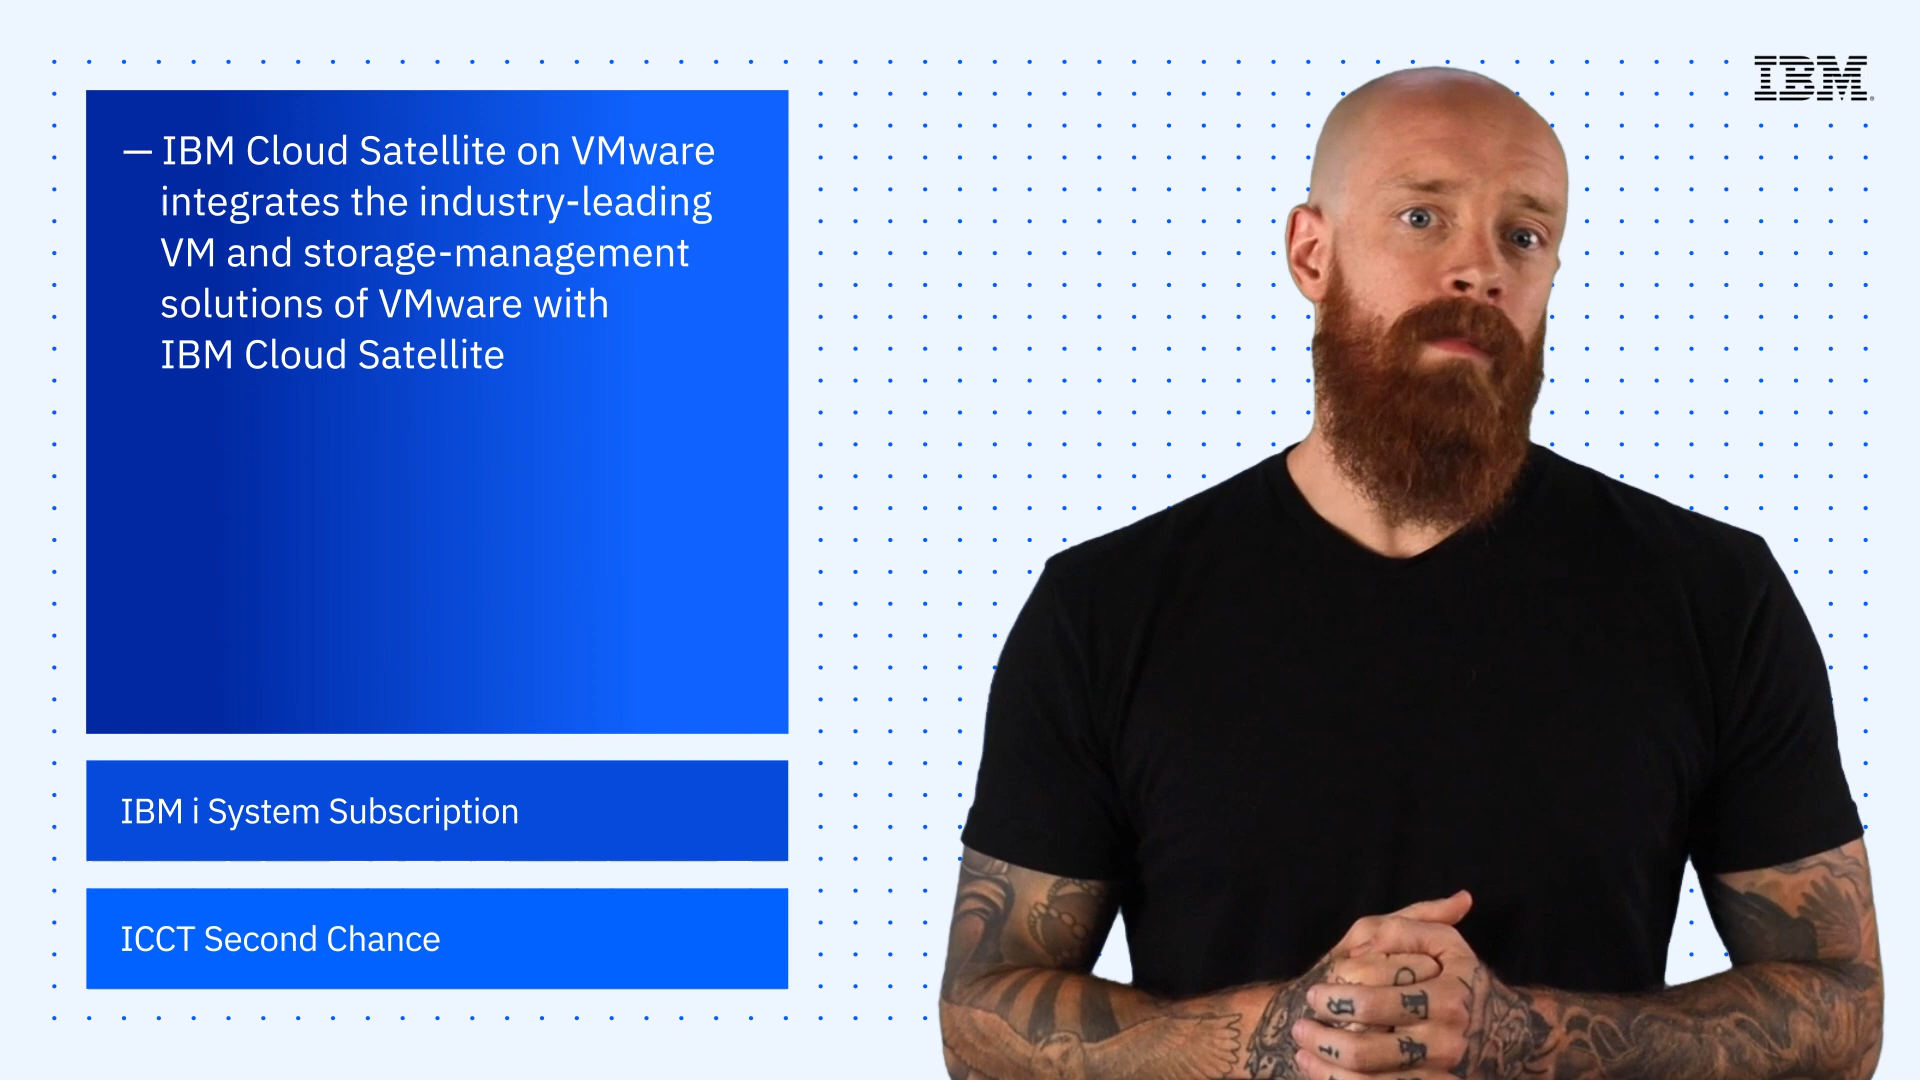 IBM
— IBM Cloud Satellite on VMware
integrates the industry-leading
VM and storage-management
solutions of VMware with
IBM Cloud Satellite
IBM i System Subscription
ICCT Second Chance